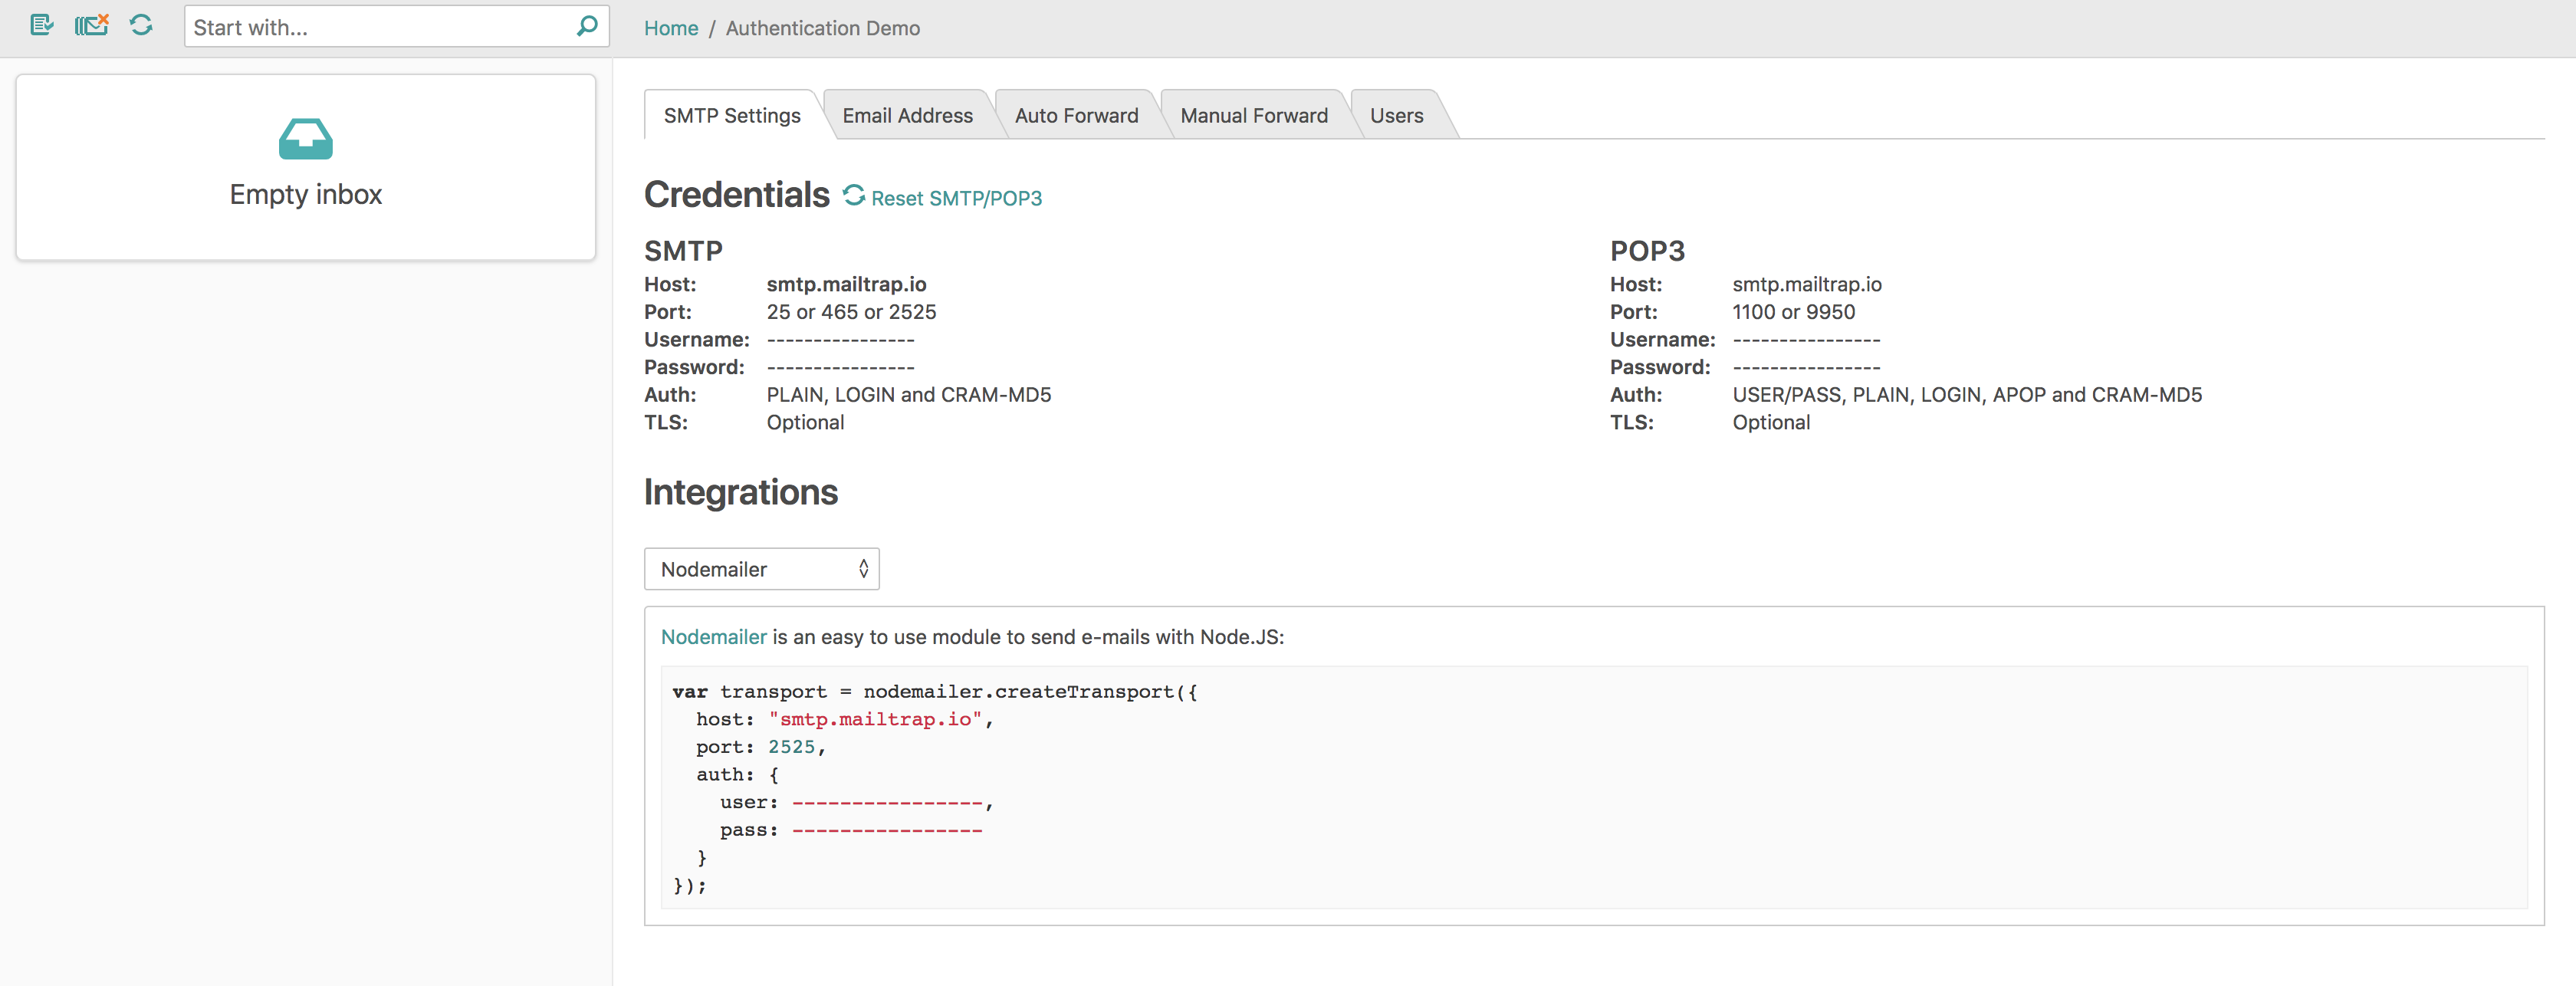 Start with...
Home / Authentication Demo
Empty inbox
SMTP Settings
Email Address
Auto Forward
Manual Forward
Users
Credentials Reset SMTP/POP3
SMTP
Host: smtp.mailtrap.io
Port: 25 or 465 or 2525
Username: ----------------
Password: ----------------
Auth: PLAIN, LOGIN and CRAM-MD5
TLS: Optional
POP3
Host: smtp.mailtrap.io
Port: 1100 or 9950
Username: ----------------
Password: ----------------
Auth: USER/PASS, PLAIN, LOGIN, APOP and CRAM-MD5
TLS: Optional
Integrations
Nodemailer
Nodemailer is an easy to use module to send e-mails with Node.JS:
var transport = nodemailer.createTransport({
  host: "smtp.mailtrap.io",
  port: 2525,
  auth: {
    user: ----------------,
    pass: ----------------
  }
});